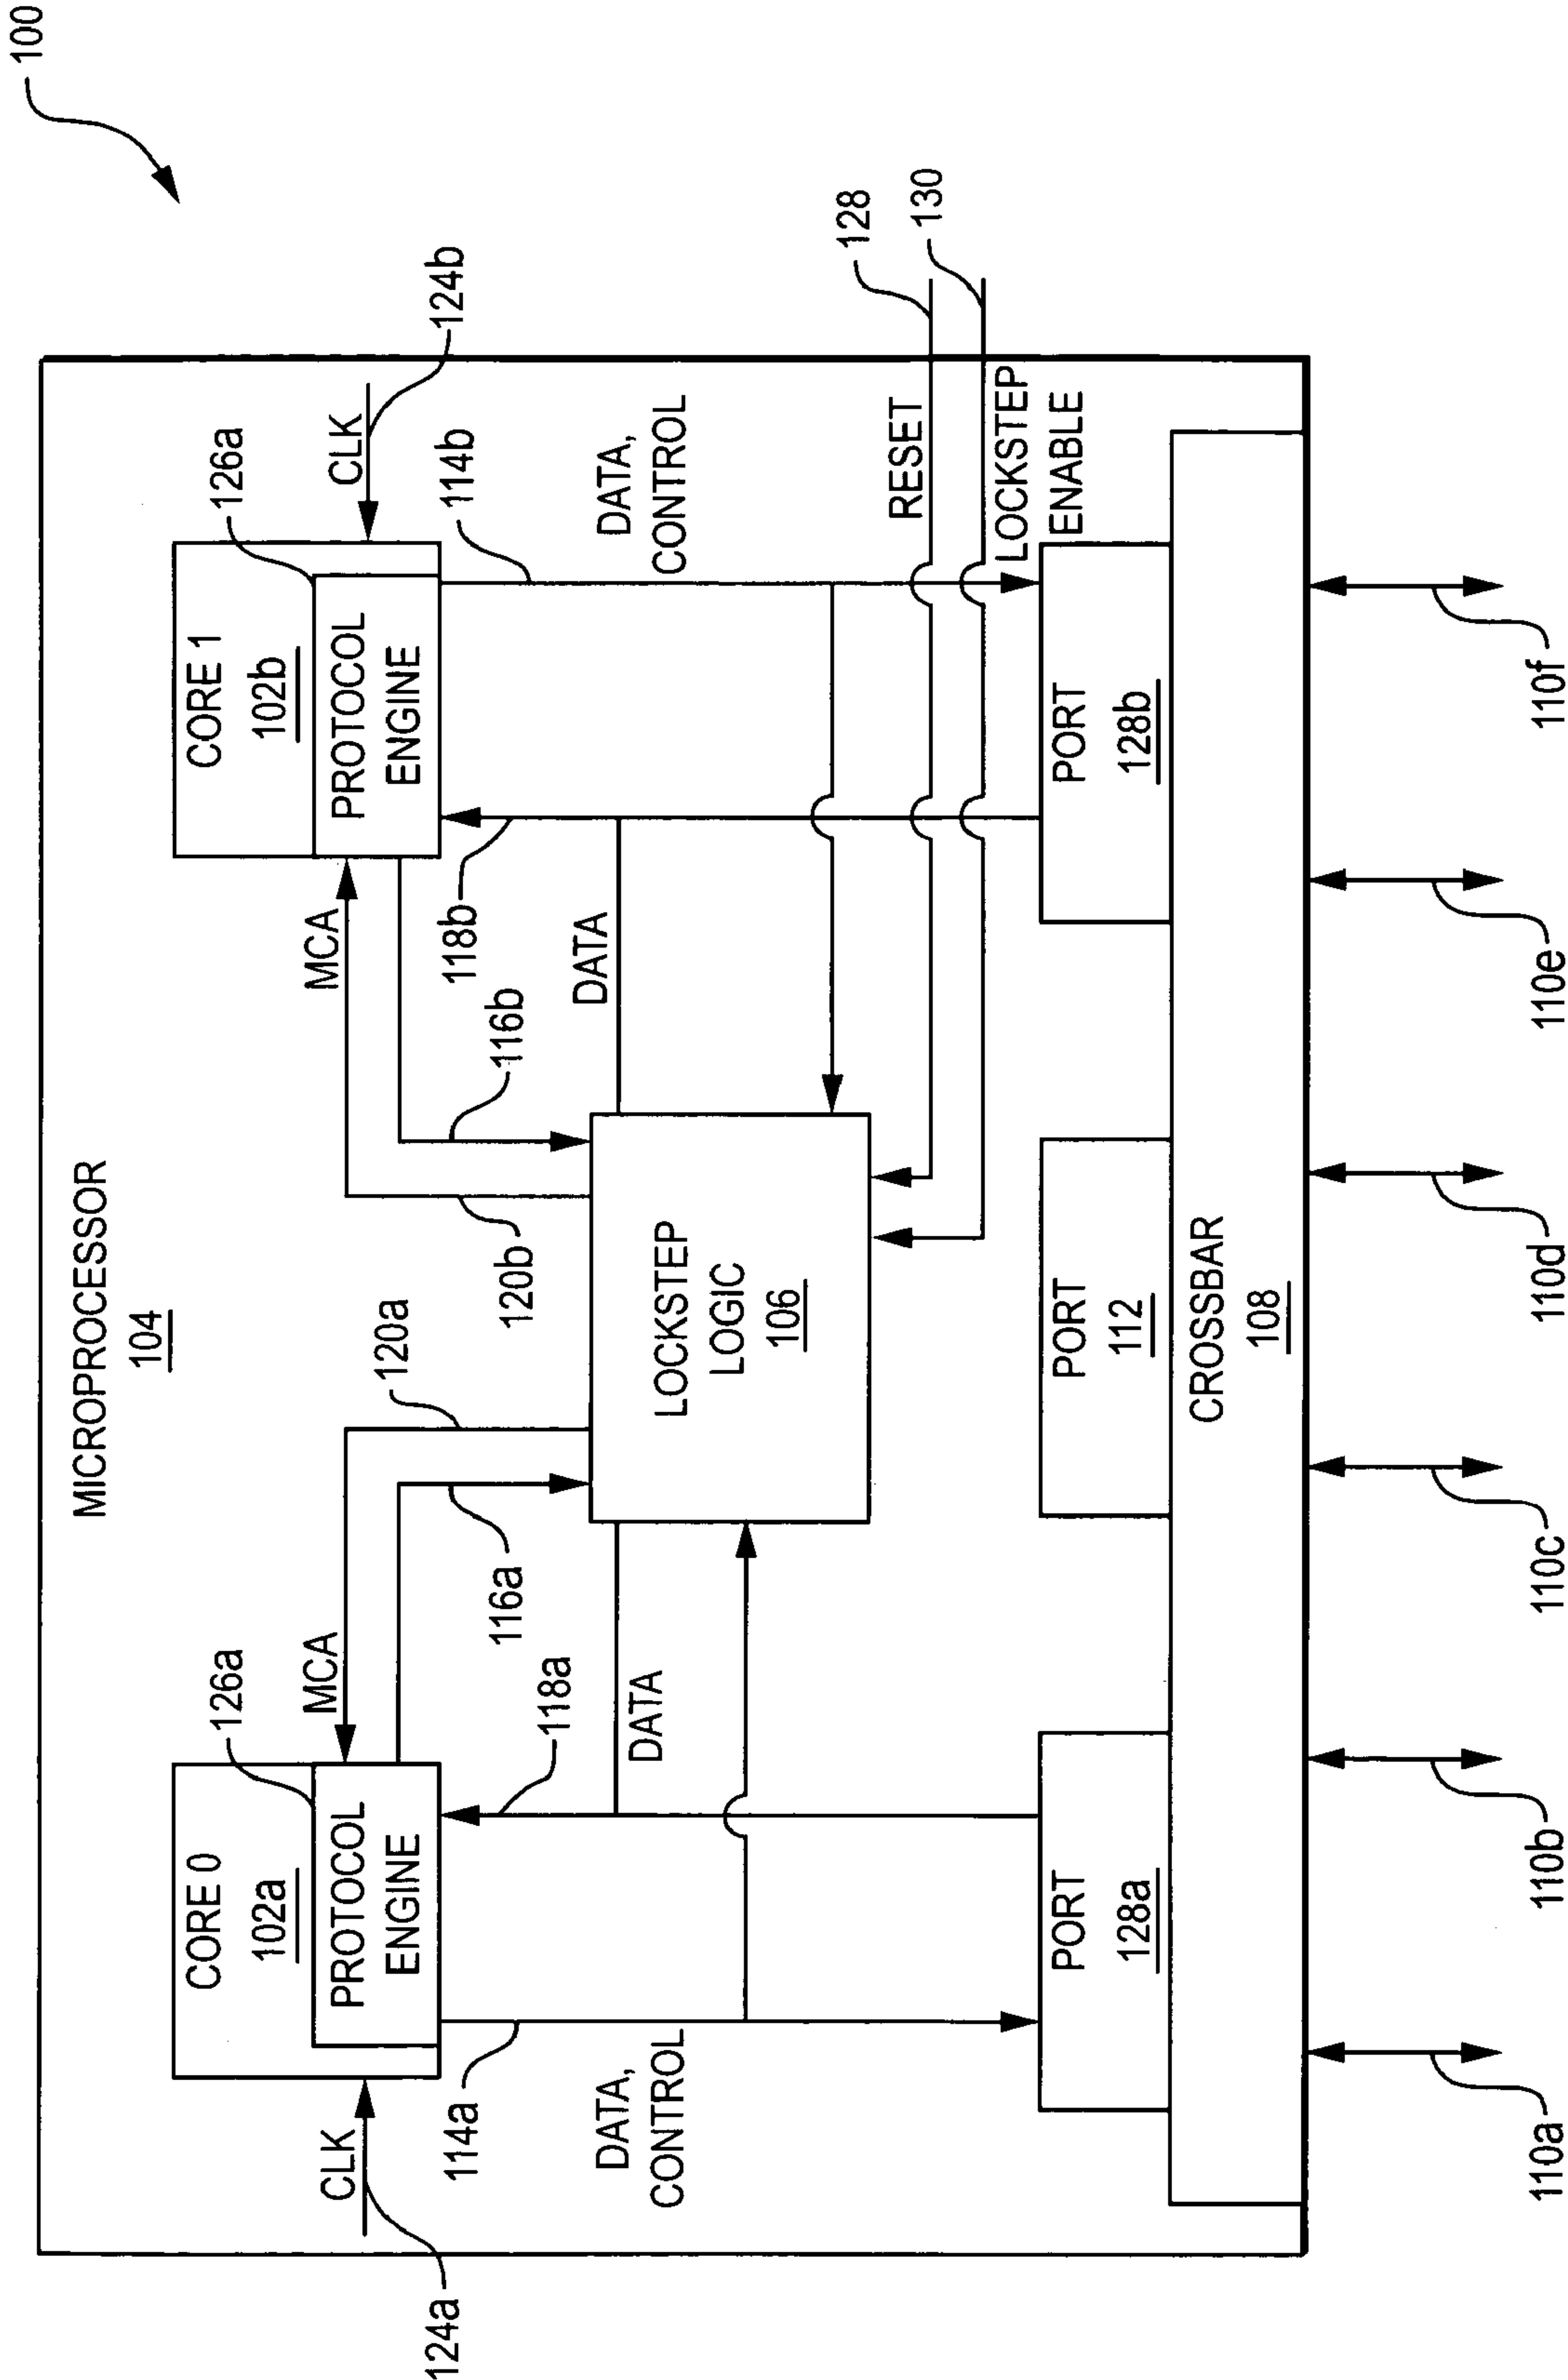 100
MICROPROCESSOR
104
CORE 0
102a
PROTOCOL
ENGINE
126a
CLK
124a
MCA
120a
116a
118a
DATA
114a
DATA,
CONTROL
LOCKSTEP
LOGIC
106
CORE 1
102b
PROTOCOL
ENGINE
126a
CLK
124b
MCA
120b
116b
118b
DATA
114b
DATA,
CONTROL
RESET
128
LOCKSTEP
ENABLE
130
PORT
128a
PORT
112
PORT
128b
CROSSBAR
108
110a
110b
110c
110d
110e
110f